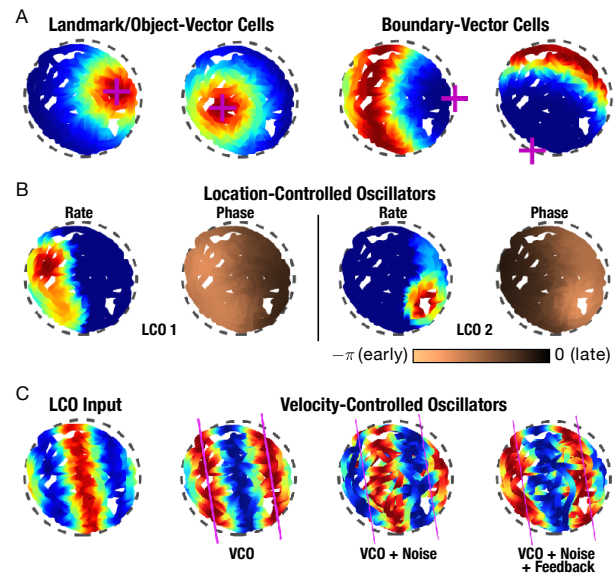 A
Landmark/Object-Vector Cells
Boundary-Vector Cells
B
Location-Controlled Oscillators
Rate
Phase
Rate
Phase
LCO 1
LCO 2
−π (early)
0 (late)
C
LCO Input
Velocity-Controlled Oscillators
VCO
VCO + Noise
VCO + Noise
+ Feedback